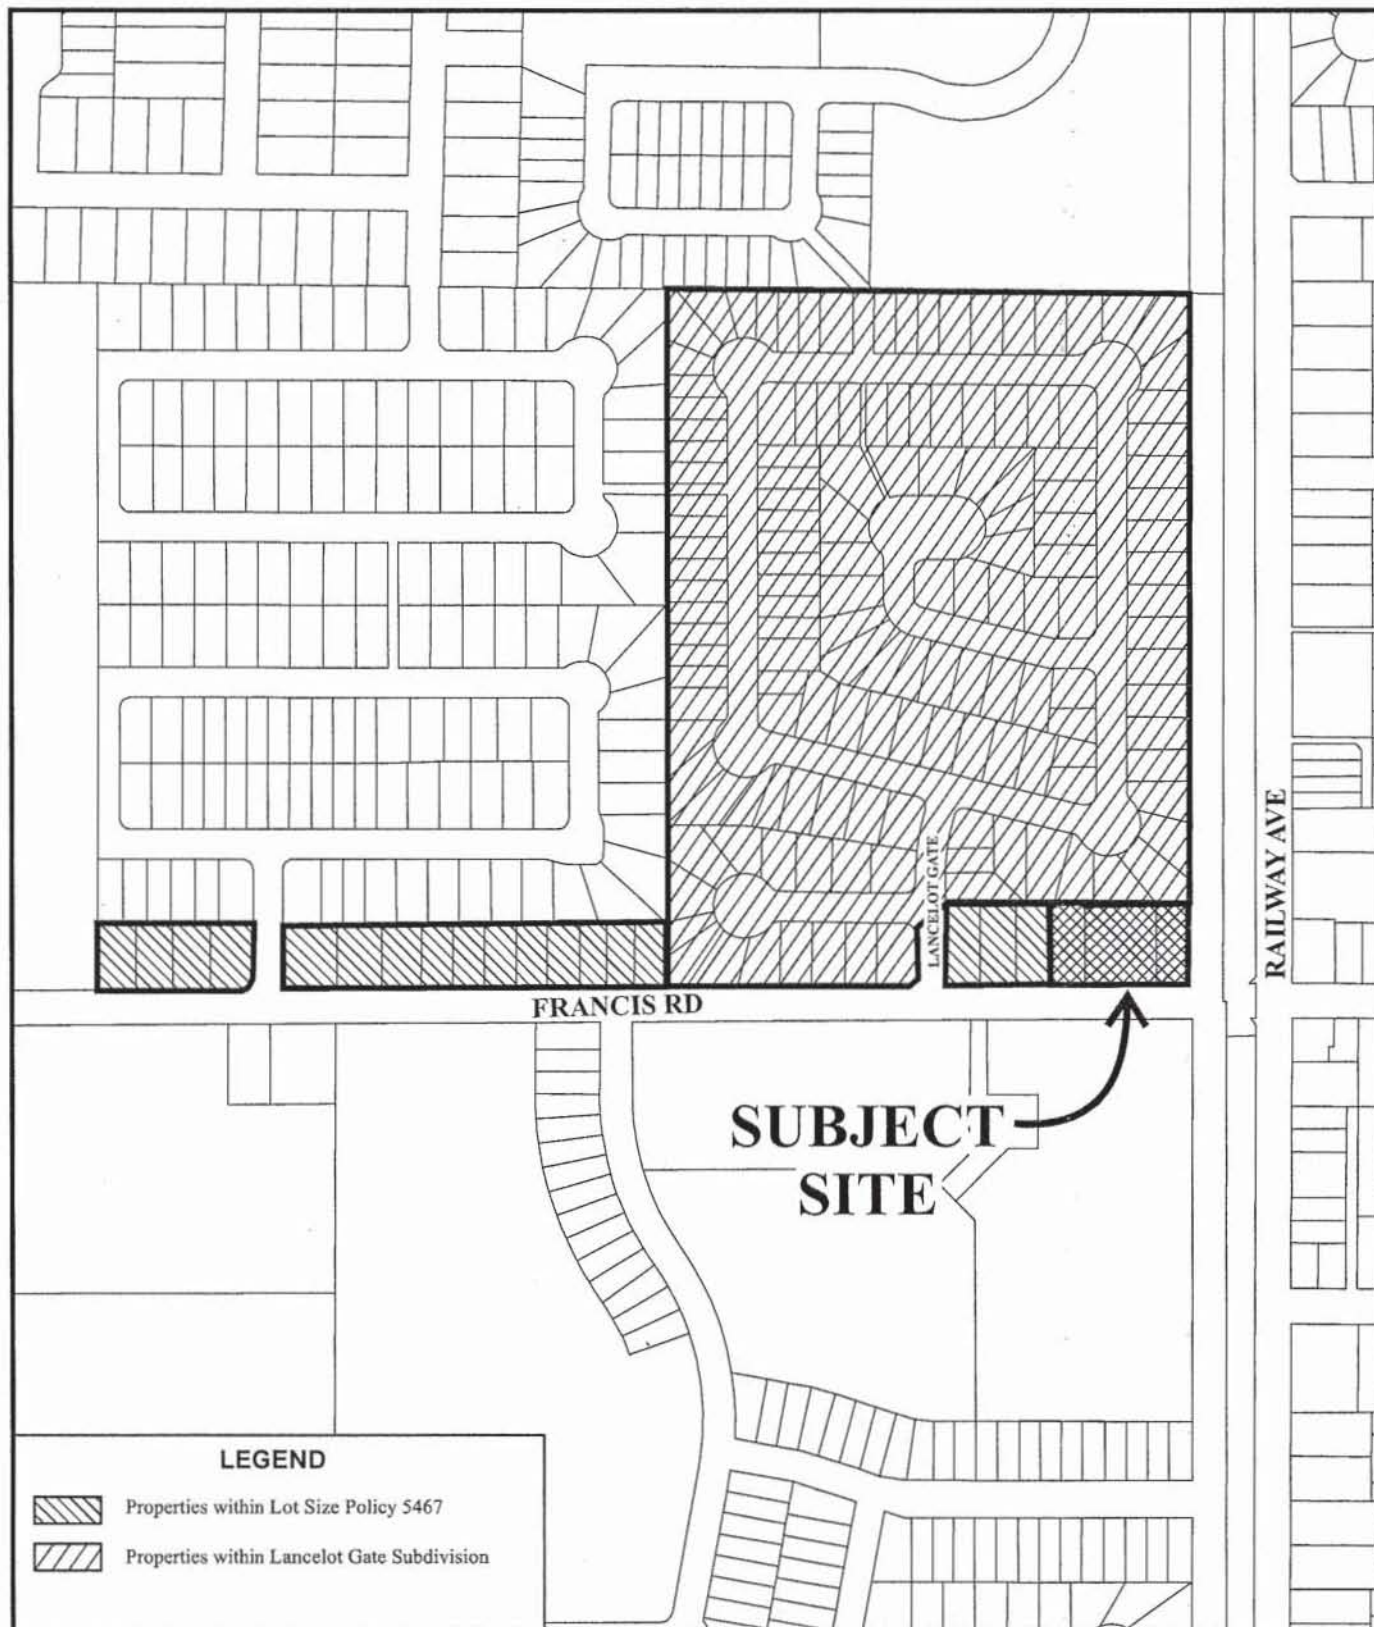 RAILWAY AVE
LANCELOT GATE
FRANCIS RD
SUBJECT
SITE
LEGEND
Properties within Lot Size Policy 5467
Properties within Lancelot Gate Subdivision